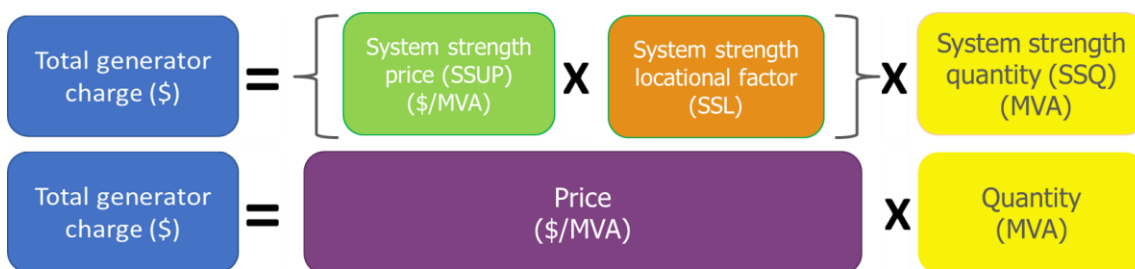 Total generator
charge ($)
=
System strength
price (SSUP)
($/MVA)
X
System strength
locational factor
(SSL)
X
System strength
quantity (SSQ)
(MVA)
Total generator
charge ($)
=
Price
($/MVA)
X
Quantity
(MVA)